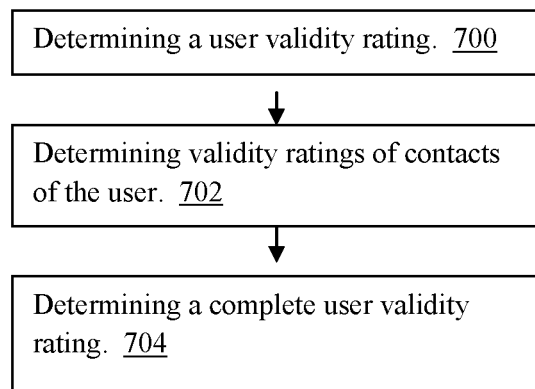 Determining a user validity rating. 700
Determining validity ratings of contacts
of the user. 702
Determining a complete user validity
rating. 704